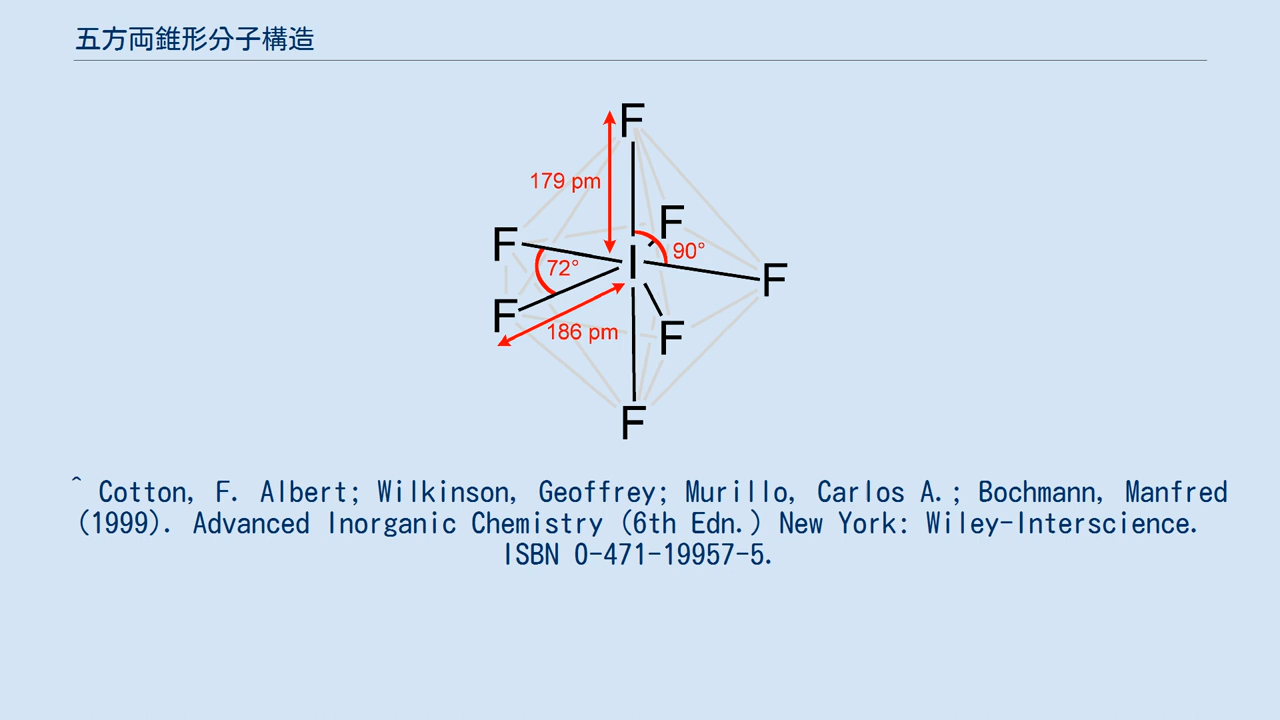 五方両錐形分子構造
F
179 pm
F
F
90°
72°
I
F
F
186 pm
F
F
^ Cotton, F. Albert; Wilkinson, Geoffrey; Murillo, Carlos A.; Bochmann, Manfred
(1999). Advanced Inorganic Chemistry (6th Edn.) New York: Wiley-Interscience.
ISBN 0-471-19957-5.